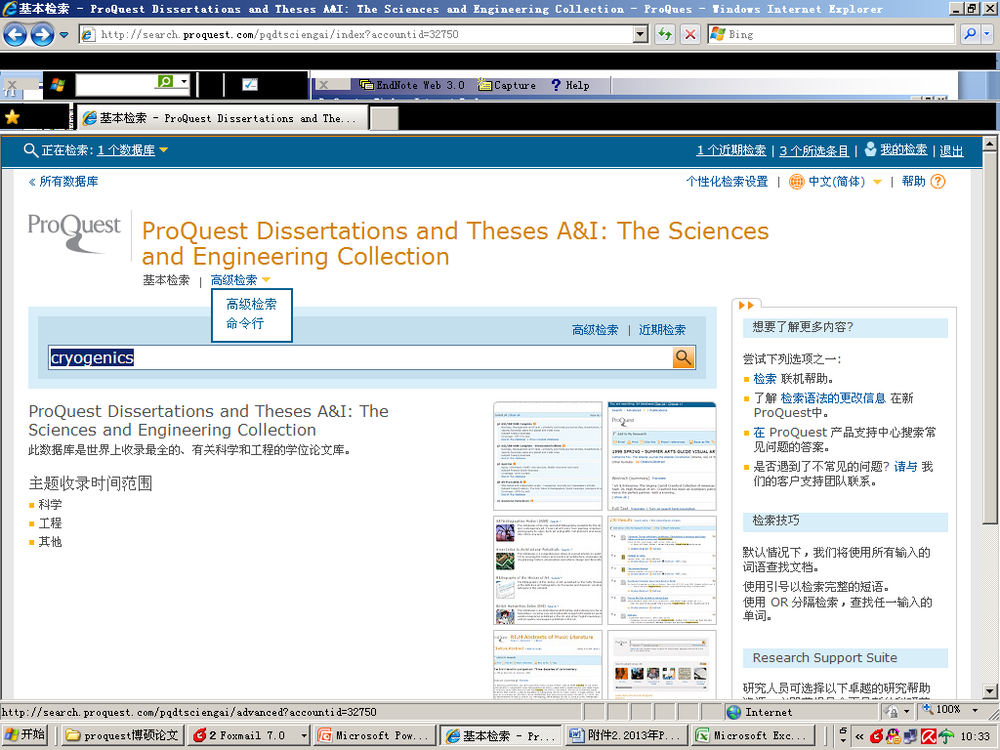 基本检索 - ProQuest Dissertations and Theses A&I: The Sciences and Engineering Collection - ProQues - Windows Internet Explorer
http://search.proquest.com/pqdtsciengai/index?accountid=32750
Bing
EndNote Web 3.0 Capture ? Help
基本检索 - ProQuest Dissertations and The...
正在检索: 1 个数据库
1 个近期检索 | 3 个所选条目 | 我的检索 | 退出
« 所有数据库
个性化检索设置 | 中文(简体) | 帮助 ?
ProQuest
ProQuest Dissertations and Theses A&I: The Sciences
and Engineering Collection
基本检索 | 高级检索
高级检索
命令行
高级检索 | 近期检索
cryogenics
ProQuest Dissertations and Theses A&I: The
Sciences and Engineering Collection
此数据库是世界上收录最全的、有关科学和工程的学位论文库。
主题收录时间范围
科学
工程
其他
想要了解更多内容?
尝试下列选项之一:
检索 联机帮助。
了解 检索语法的更改信息 在新
ProQuest中。
在 ProQuest 产品支持中心搜索常
见问题的答案。
是否遇到了不常见的问题? 请与 我
们的客户支持团队联系。
检索技巧
默认情况下，我们将使用所有输入的
词语查找文档。
使用引号以检索完整的短语。
使用 OR 分隔检索，查找任一输入的
单词。
Research Support Suite
研究人员可选择以下卓越的研究帮助
http://search.proquest.com/pqdtsciengai/advanced?accountid=32750
Internet
100%
开始
proquest博硕论文
2 Foxmail 7.0
Microsoft Pow...
基本检索 - Pr...
附件2.2013年P...
Microsoft Exc...
10:33